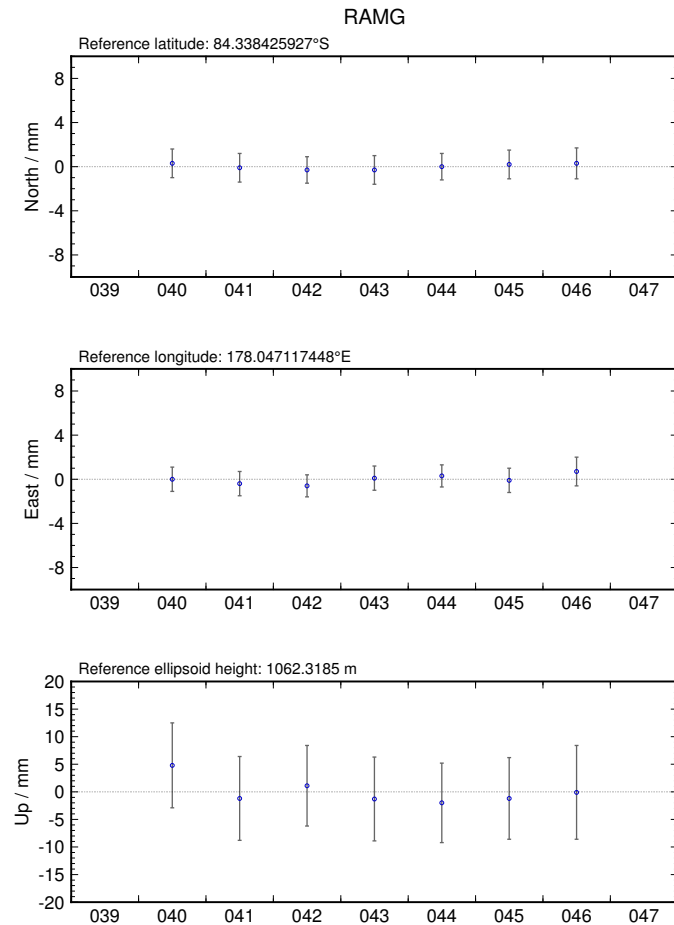 RAMG
Reference latitude: 84.338425927°S
North / mm
8
4
0
-4
-8
039 040 041 042 043 044 045 046 047
Reference longitude: 178.047117448°E
East / mm
8
4
0
-4
-8
039 040 041 042 043 044 045 046 047
Reference ellipsoid height: 1062.3185 m
Up / mm
20
15
10
5
0
-5
-10
-15
-20
039 040 041 042 043 044 045 046 047